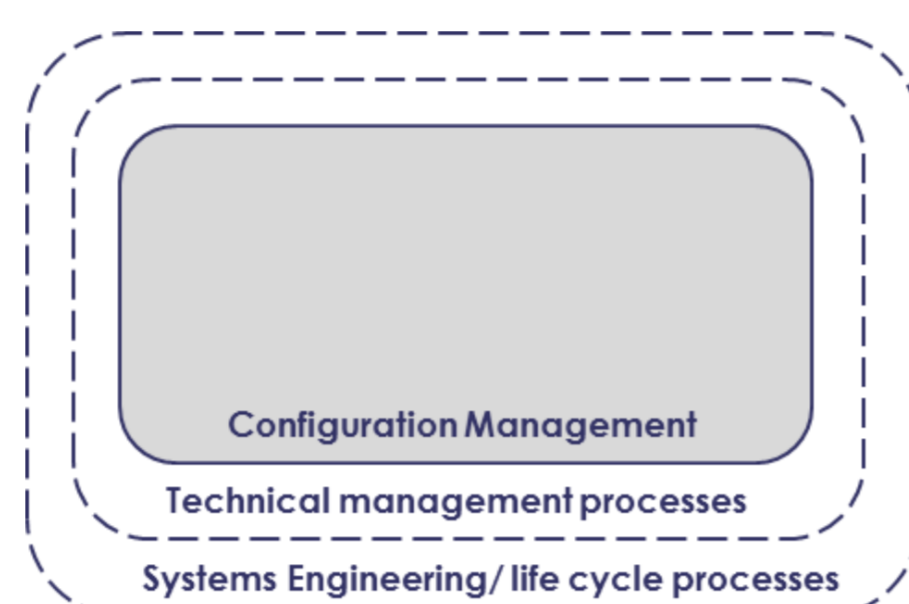 Configuration Management
Technical management processes
Systems Engineering/ life cycle processes